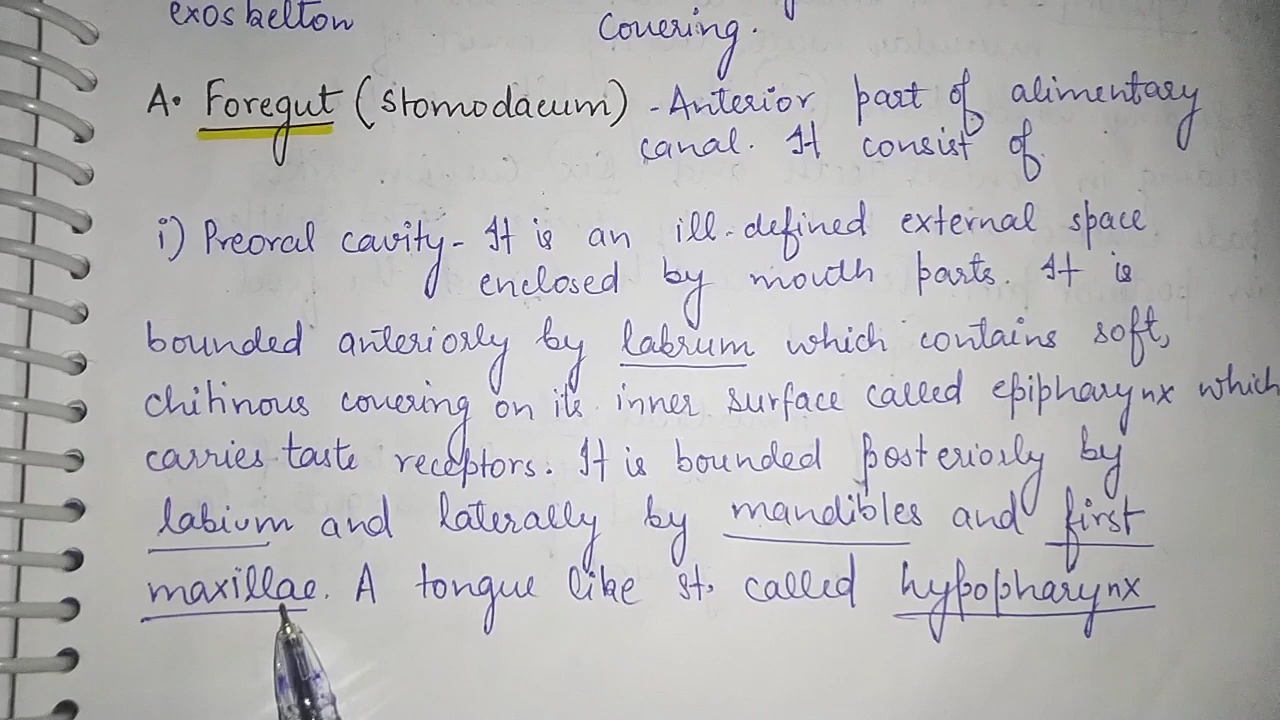 exoskelton covering.
A. Foregut (stomodaeum) - Anterior part of alimentary
canal. It consist of
i) Preoral cavity - It is an ill-defined external space
enclosed by mouth parts. It is
bounded anteriorly by labrum which contains soft,
chitinous covering on its inner surface called epipharynx which
carries taste receptors. It is bounded posteriorly by
labium and laterally by mandibles and first
maxillae. A tongue like st. called hypopharynx